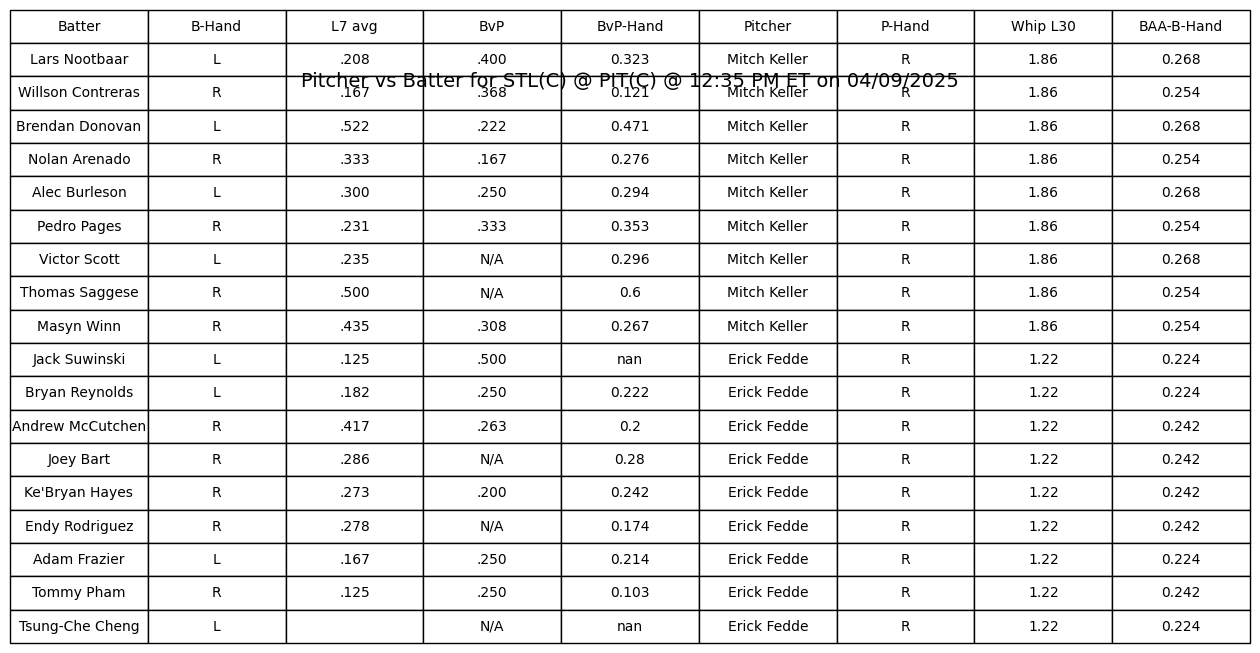 Batter B-Hand L7 avg BvP BvP-Hand Pitcher P-Hand Whip L30 BAA-B-Hand
Lars Nootbaar L .208 .400 0.323 Mitch Keller R 1.86 0.268
Pitcher vs Batter for STL(C) @ PIT(C) @ 12:35 PM ET on 04/09/2025
Willson Contreras R .167 .368 0.121 Mitch Keller R 1.86 0.254
Brendan Donovan L .522 .222 0.471 Mitch Keller R 1.86 0.268
Nolan Arenado R .333 .167 0.276 Mitch Keller R 1.86 0.254
Alec Burleson L .300 .250 0.294 Mitch Keller R 1.86 0.268
Pedro Pages R .231 .333 0.353 Mitch Keller R 1.86 0.254
Victor Scott L .235 N/A 0.296 Mitch Keller R 1.86 0.268
Thomas Saggese R .500 N/A 0.6 Mitch Keller R 1.86 0.254
Masyn Winn R .435 .308 0.267 Mitch Keller R 1.86 0.254
Jack Suwinski L .125 .500 nan Erick Fedde R 1.22 0.224
Bryan Reynolds L .182 .250 0.222 Erick Fedde R 1.22 0.224
Andrew McCutchen R .417 .263 0.2 Erick Fedde R 1.22 0.242
Joey Bart R .286 N/A 0.28 Erick Fedde R 1.22 0.242
Ke'Bryan Hayes R .273 .200 0.242 Erick Fedde R 1.22 0.242
Endy Rodriguez R .278 N/A 0.174 Erick Fedde R 1.22 0.242
Adam Frazier L .167 .250 0.214 Erick Fedde R 1.22 0.224
Tommy Pham R .125 .250 0.103 Erick Fedde R 1.22 0.242
Tsung-Che Cheng L N/A nan Erick Fedde R 1.22 0.224